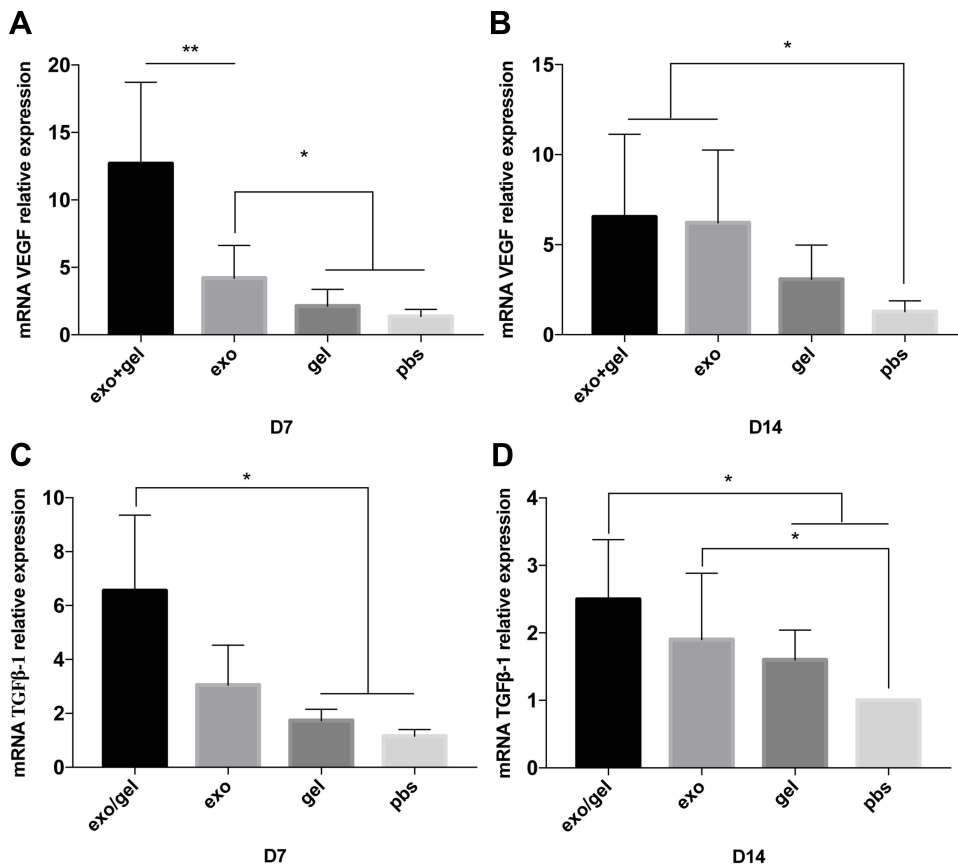 A
mRNA VEGF relative expression
20
15
10
5
0
**
*
exo+gel
exo
gel
pbs
D7
B
mRNA VEGF relative expression
15
10
5
0
*
exo+gel
exo
gel
pbs
D14
C
mRNA TGFβ-1 relative expression
10
8
6
4
2
0
*
exo/gel
exo
gel
pbs
D7
D
mRNA TGFβ-1 relative expression
4
3
2
1
0
*
*
exo/gel
exo
gel
pbs
D14